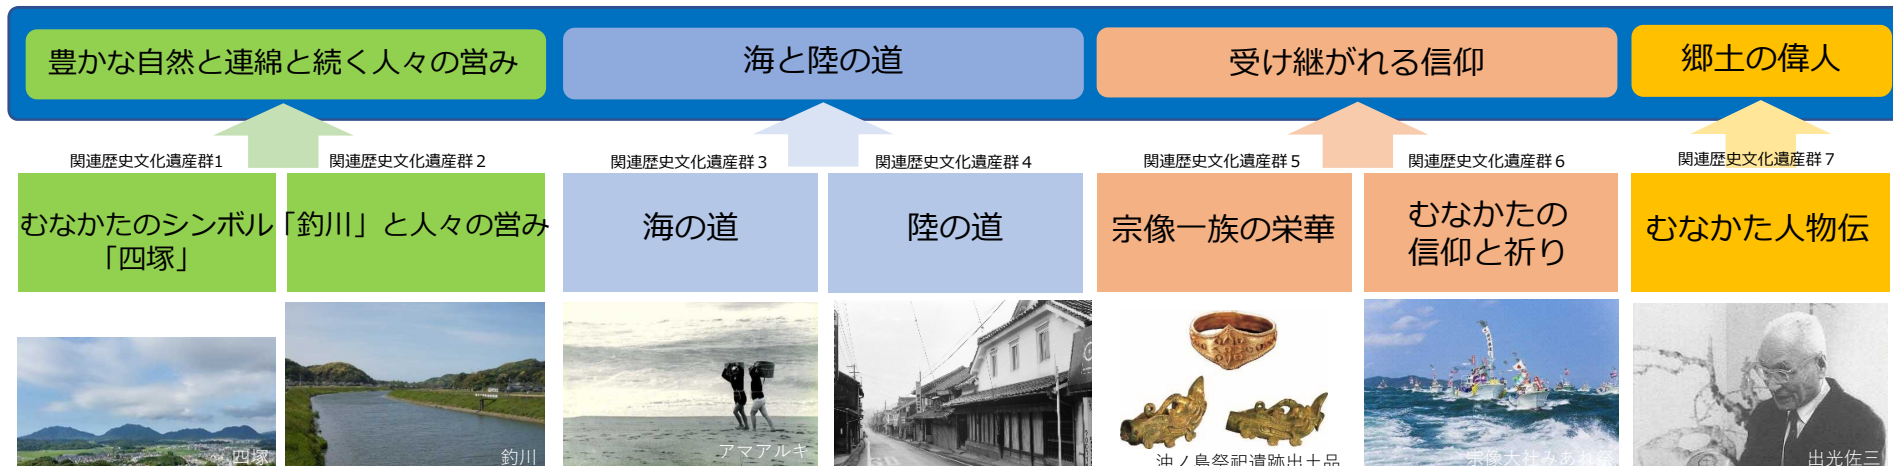 豊かな自然と連綿と続く人々の営み
海と陸の道
受け継がれる信仰
郷土の偉人
関連歴史文化遺産群1
関連歴史文化遺産群２
関連歴史文化遺産群３
関連歴史文化遺産群４
関連歴史文化遺産群５
関連歴史文化遺産群６
関連歴史文化遺産群７
むなかたのシンボル
「四塚」
「釣川」と人々の営み
海の道
陸の道
宗像一族の栄華
むなかたの
信仰と祈り
むなかた人物伝
四塚
釣川
アマアルキ
沖ノ島祭祀遺跡出土品
宗像大社みあれ祭
出光佐三